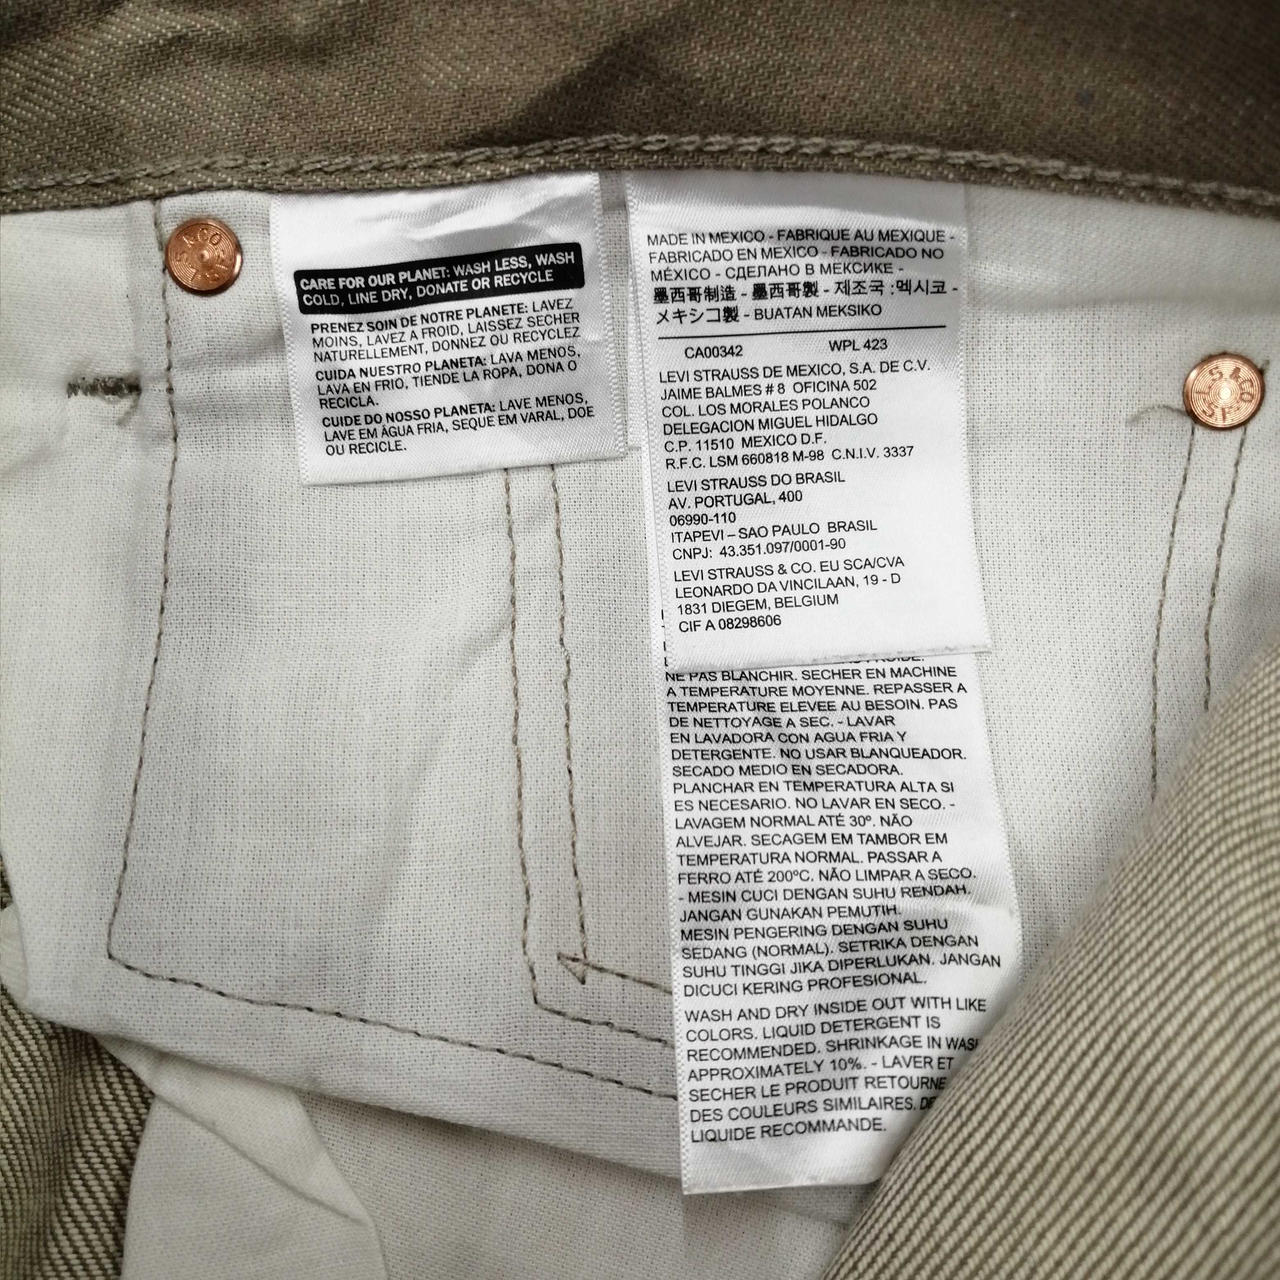 CARE FOR OUR PLANET: WASH LESS, WASH
COLD, LINE DRY, DONATE OR RECYCLE
PRENEZ SOIN DE NOTRE PLANETE: LAVEZ
MOINS, LAVEZ A FROID, LAISSEZ SECHER
NATURELLEMENT, DONNEZ OU RECYCLEZ
CUIDA NUESTRO PLANETA: LAVA MENOS,
LAVA EN FRIO, TIENDE LA ROPA, DONA O
RECICLA.
CUIDE DO NOSSO PLANETA: LAVE MENOS,
LAVE EM ÁGUA FRIA, SEQUE EM VARAL, DOE
OU RECICLE.
MADE IN MEXICO - FABRIQUE AU MEXIQUE -
FABRICADO EN MEXICO - FABRICADO NO
MÉXICO - СДЕЛАНО В МЕКСИКЕ -
墨西哥制造 - 墨西哥製 - 제조국 :멕시코 -
メキシコ製 - BUATAN MEKSIKO
CA00342 WPL 423
LEVI STRAUSS DE MEXICO, S.A. DE C.V.
JAIME BALMES # 8 OFICINA 502
COL. LOS MORALES POLANCO
DELEGACION MIGUEL HIDALGO
C.P. 11510 MEXICO D.F.
R.F.C. LSM 660818 M-98 C.N.I.V. 3337
LEVI STRAUSS DO BRASIL
AV. PORTUGAL, 400
06990-110
ITAPEVI – SAO PAULO BRASIL
CNPJ: 43.351.097/0001-90
LEVI STRAUSS & CO. EU SCA/CVA
LEONARDO DA VINCILAAN, 19 - D
1831 DIEGEM, BELGIUM
CIF A 08298606
NE PAS BLANCHIR. SECHER EN MACHINE
A TEMPERATURE MOYENNE. REPASSER A
TEMPERATURE ELEVEE AU BESOIN. PAS
DE NETTOYAGE A SEC. - LAVAR
EN LAVADORA CON AGUA FRIA Y
DETERGENTE. NO USAR BLANQUEADOR.
SECADO MEDIO EN SECADORA.
PLANCHAR EN TEMPERATURA ALTA SI
ES NECESARIO. NO LAVAR EN SECO. -
LAVAGEM NORMAL ATÉ 30º. NÃO
ALVEJAR. SECAGEM EM TAMBOR EM
TEMPERATURA NORMAL. PASSAR A
FERRO ATÉ 200ºC. NÃO LIMPAR A SECO.
- MESIN CUCI DENGAN SUHU RENDAH.
JANGAN GUNAKAN PEMUTIH.
MESIN PENGERING DENGAN SUHU
SEDANG (NORMAL). SETRIKA DENGAN
SUHU TINGGI JIKA DIPERLUKAN. JANGAN
DICUCI KERING PROFESIONAL.
WASH AND DRY INSIDE OUT WITH LIKE
COLORS. LIQUID DETERGENT IS
RECOMMENDED. SHRINKAGE IN
APPROXIMATELY 10%. - LAVER ET
SECHER LE PRODUIT RETOURNE
DES COULEURS SIMILAIRES.
LIQUIDE RECOMMANDE.